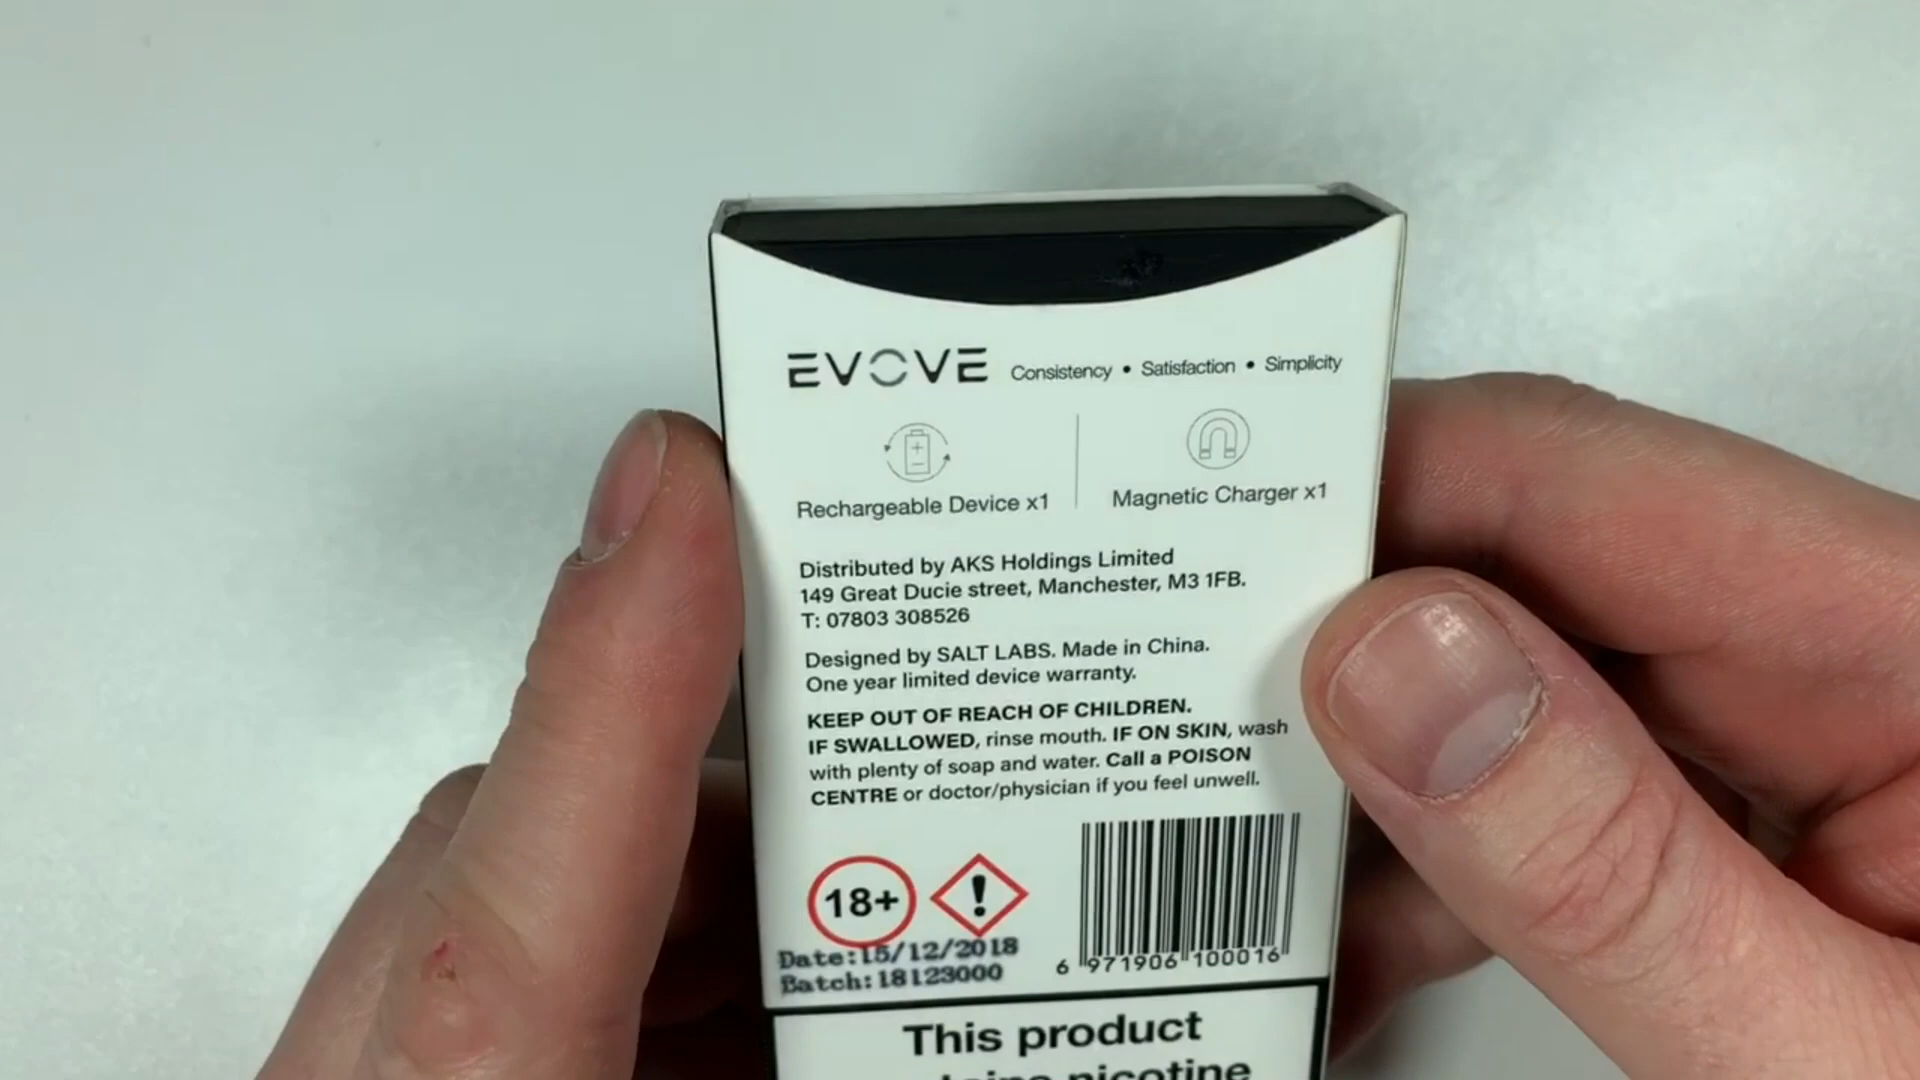 EVOVE Consistency • Satisfaction • Simplicity
Rechargeable Device x1
Magnetic Charger x1
Distributed by AKS Holdings Limited
149 Great Ducie street, Manchester, M3 1FB.
T: 07803 308526
Designed by SALT LABS. Made in China.
One year limited device warranty.
KEEP OUT OF REACH OF CHILDREN.
IF SWALLOWED, rinse mouth. IF ON SKIN, wash
with plenty of soap and water. Call a POISON
CENTRE or doctor/physician if you feel unwell.
18+ !
Date:15/12/2018
Batch:18123000
6 971906 100016
This product
nicotine